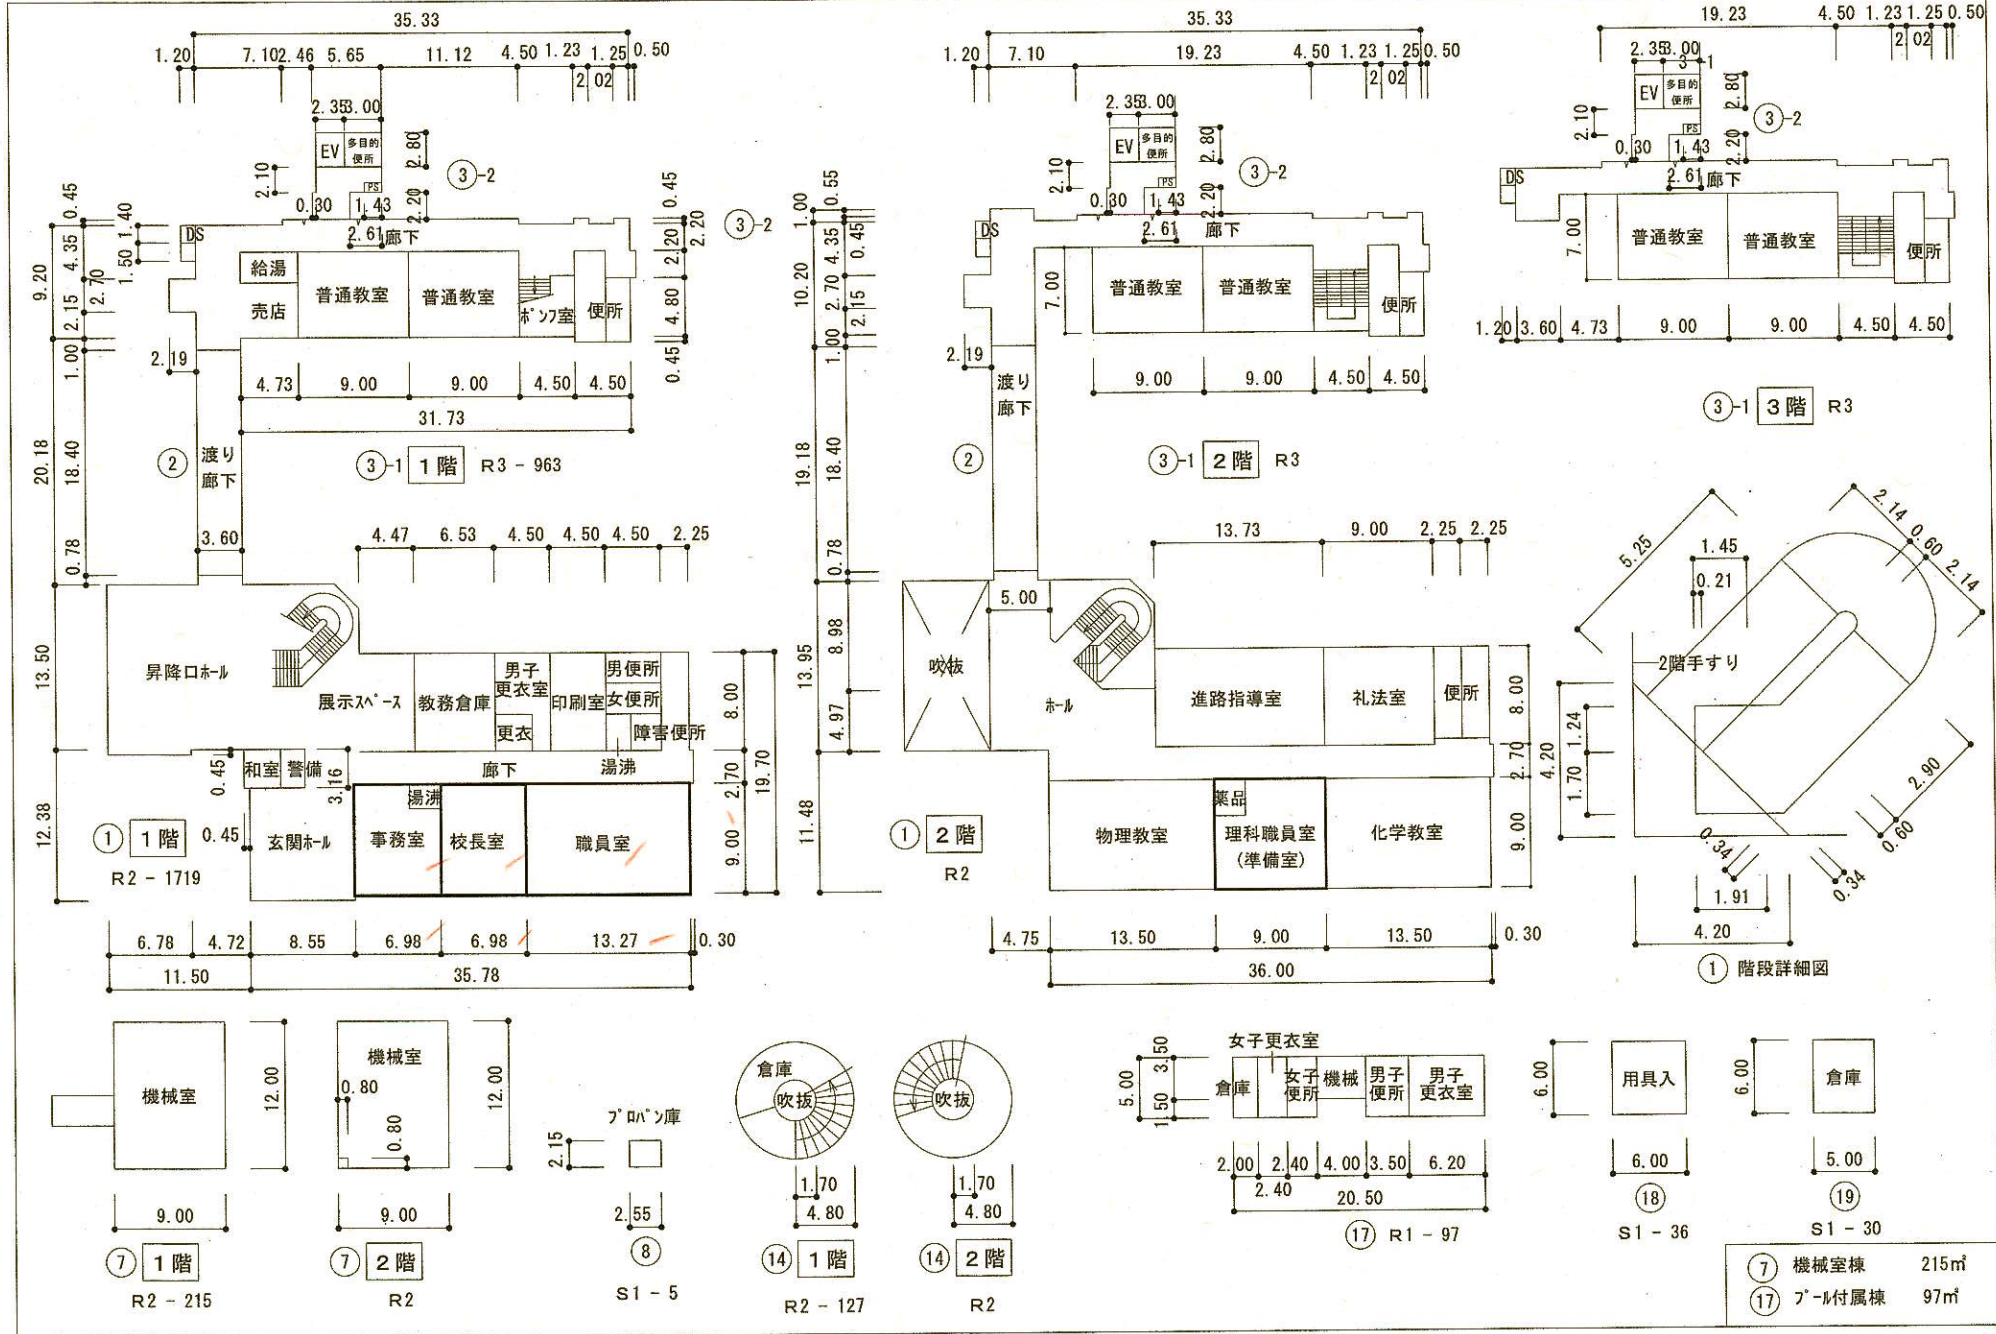 35.33
1.20 7.10 2.46 5.65 11.12 4.50 1.23 1.25 0.50
2.02
2.35 3.00
EV 多目的便所
2.80
2.10
③-2
PS
0.30 1.43 2.20
2.61 廊下
DS
0.45
1.40
4.35
1.50
9.20
2.70
2.15
1.00
給湯
売店
普通教室 普通教室 ポンプ室 便所
0.45
2.20
2.20
4.80
0.45
③-2
2.19
4.73 9.00 9.00 4.50 4.50
31.73
② 渡り廊下
③-1 1階 R3 - 963
20.18
18.40
0.78
3.60
4.47 6.53 4.50 4.50 4.50 2.25
13.50
昇降口ホール
展示スペース
教務倉庫
男子更衣室
更衣
印刷室
男便所
女便所
障害便所
湯沸
廊下
8.00
2.70
19.70
9.00
0.45
和室 警備
3.16
12.38
0.45
玄関ホール
湯沸
事務室 校長室 職員室
① 1階
R2 - 1719
6.78 4.72 8.55 6.98 6.98 13.27 0.30
11.50 35.78
35.33
1.20 7.10 19.23 4.50 1.23 1.25 0.50
2.02
2.35 3.00
EV 多目的便所
2.80
2.10
③-2
PS
0.30 1.43 2.20
2.61 廊下
DS
1.00
0.55
4.35
0.45
10.20
2.70
2.15
1.00
7.00
普通教室 普通教室 便所
2.19
9.00 9.00 4.50 4.50
渡り廊下
②
③-1 2階 R3
19.18
18.40
0.78
13.73 9.00 2.25 2.25
5.00
13.95
8.98
4.97
吹抜
ホール
進路指導室 礼法室 便所
8.00
2.70
9.00
11.48
薬品
物理教室 理科職員室 化学教室
(準備室)
① 2階
R2
4.75 13.50 9.00 13.50 0.30
36.00
19.23 4.50 1.23 1.25 0.50
2.02
2.35 3.00
3 -1
EV 多目的便所
2.80
2.10
③-2
PS
0.30 1.43 2.20
2.61 廊下
DS
7.00
普通教室 普通教室 便所
1.20 3.60 4.73 9.00 9.00 4.50 4.50
③-1 3階 R3
5.25
2.14
0.60
2.14
1.45
0.21
2階手すり
4.20
1.24
1.70
2.90
0.60
0.34
0.34
1.91
4.20
① 階段詳細図
機械室
12.00
9.00
⑦ 1階
R2 - 215
機械室
0.80
0.80
12.00
9.00
⑦ 2階
R2
プロパン庫
2.15
2.55
⑧
S1 - 5
倉庫
吹抜
1.70
4.80
⑭ 1階
R2 - 127
吹抜
1.70
4.80
⑭ 2階
R2
女子更衣室
5.00
3.50
1.50
倉庫 女子便所 機械 男子便所 男子更衣室
2.00 2.40 4.00 3.50 6.20
2.40
20.50
⑰ R1 - 97
用具入
6.00
6.00
⑱
S1 - 36
倉庫
6.00
5.00
⑲
S1 - 30
⑦ 機械室棟 215㎡
⑰ プール付属棟 97㎡